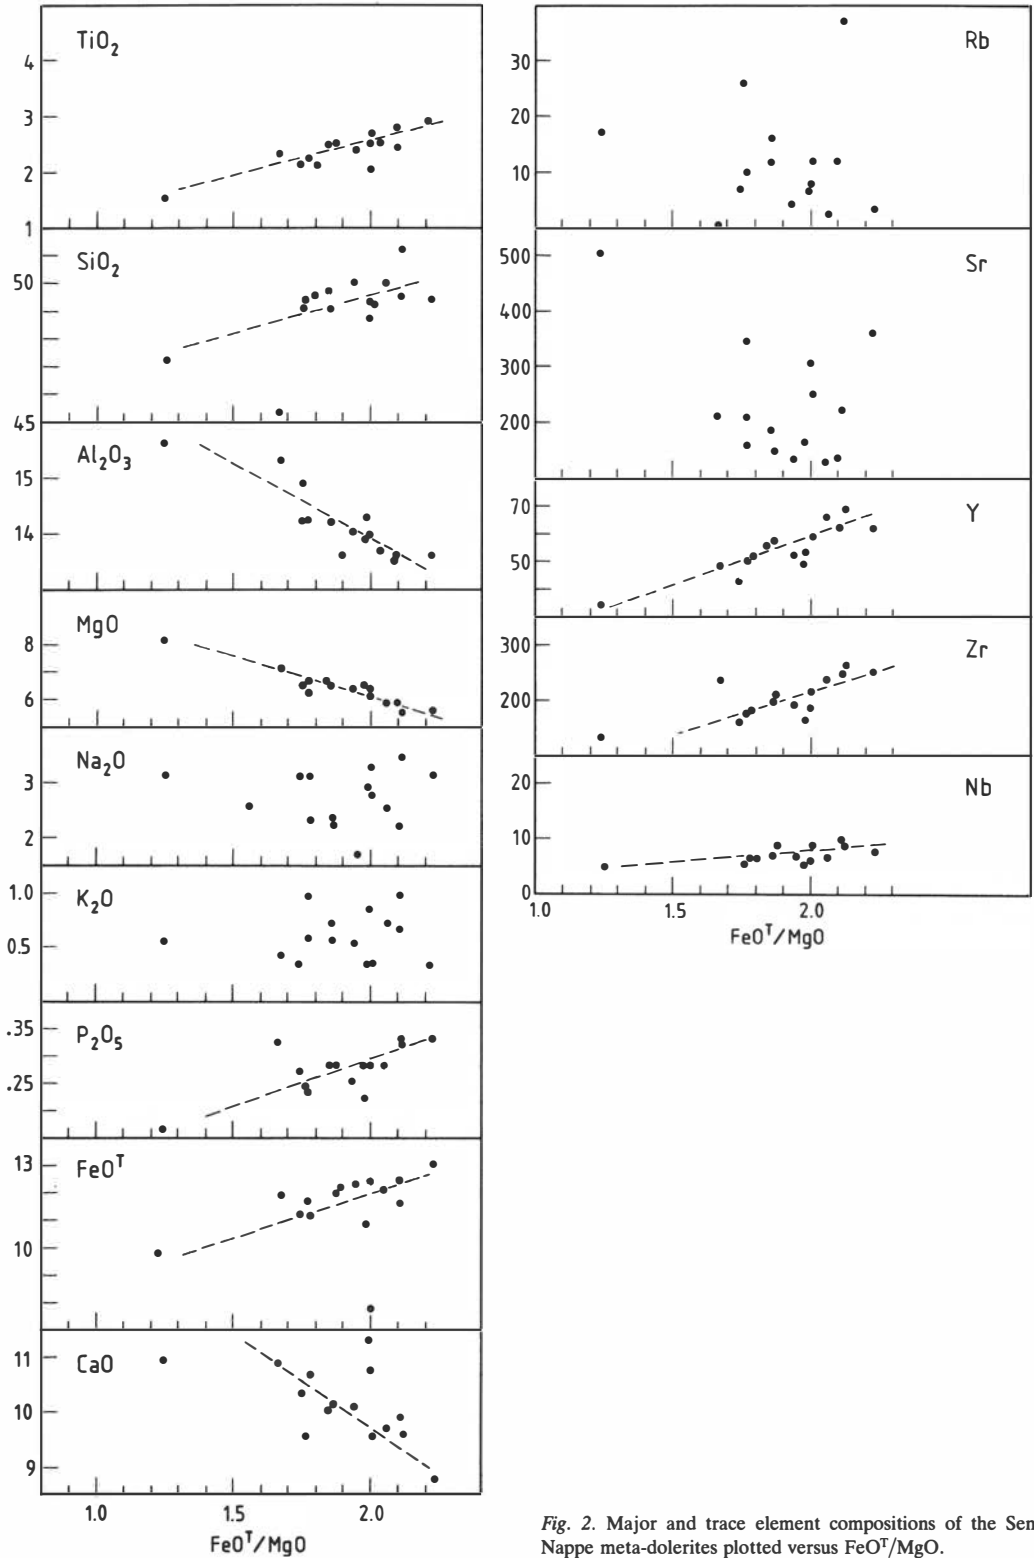 TiO₂
4
3
2
1
SiO₂
50
45
Al₂O₃
15
14
MgO
8
6
Na₂O
3
2
K₂O
1.0
0.5
P₂O₅
.35
.25
FeOᵀ
13
10
CaO
11
10
9
1.0 1.5 2.0
FeOᵀ/MgO
Rb
30
20
10
Sr
500
400
300
200
Y
70
50
Zr
300
200
Nb
20
10
0
1.0 1.5 2.0
FeOᵀ/MgO
Fig. 2. Major and trace element compositions of the Sen
Nappe meta-dolerites plotted versus FeOᵀ/MgO.